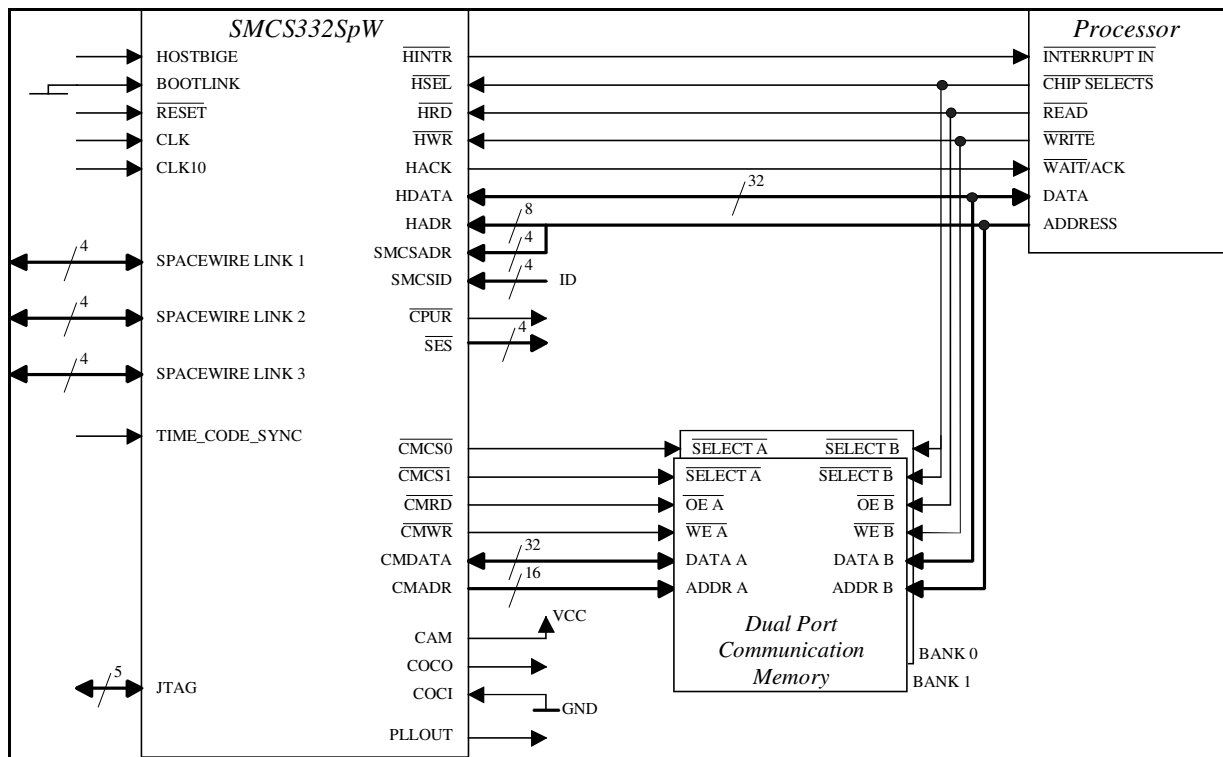 SMCS332SpW
Processor
HOSTBIGE
HINTR
INTERRUPT IN
BOOTLINK
HSEL
CHIP SELECTS
RESET
HRD
READ
CLK
HWR
WRITE
CLK10
HACK
WAIT/ACK
HDATA
32
DATA
HADR
8
ADDRESS
4
SPACEWIRE LINK 1
SMCSADR
4
SMCSID
4
ID
4
SPACEWIRE LINK 2
CPUR
SES
4
4
SPACEWIRE LINK 3
TIME_CODE_SYNC
CMCS0
SELECT A
SELECT B
CMCS1
SELECT A
SELECT B
CMRD
OE A
OE B
CMWR
WE A
WE B
CMDATA
32
DATA A
DATA B
CMADR
16
ADDR A
ADDR B
Dual Port
Communication
Memory
BANK 0
BANK 1
CAM
VCC
COCO
5
JTAG
COCI
GND
PLLOUT